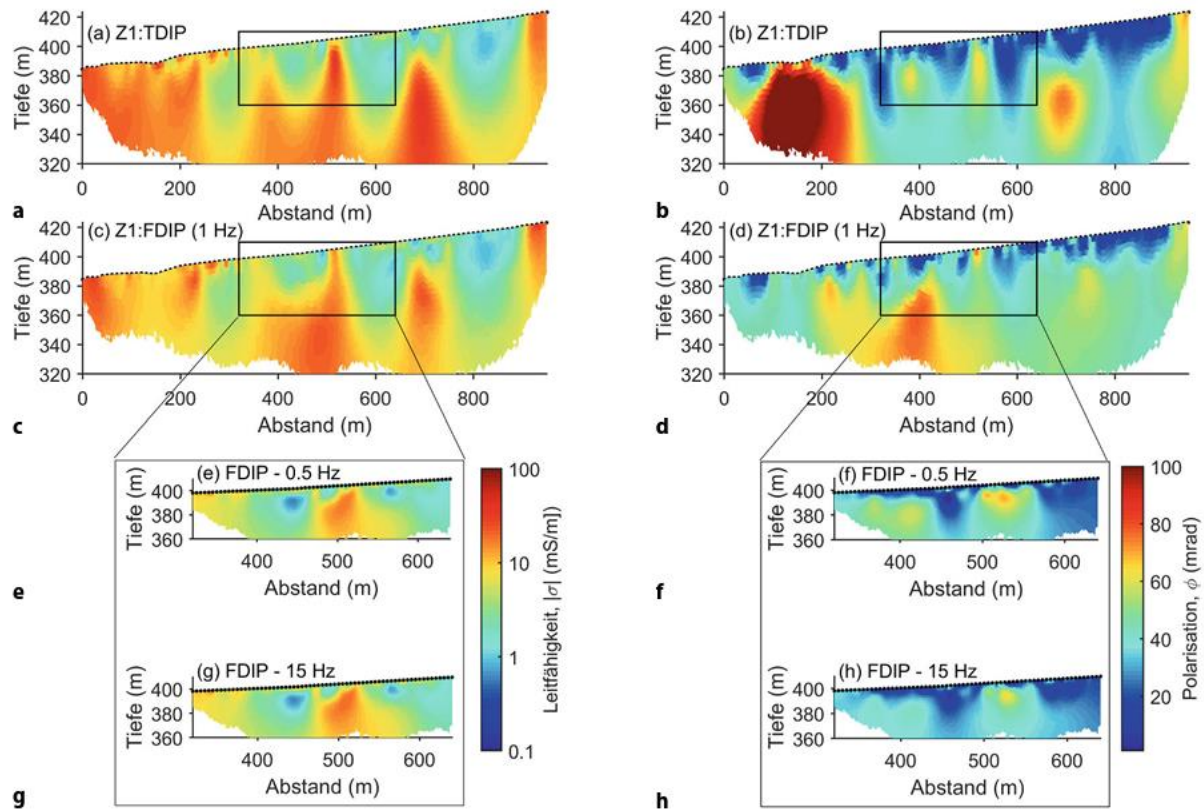 (a) Z1:TDIP
Tiefe (m)
420
400
380
360
340
320
0 200 400 600 800
Abstand (m)
a
(b) Z1:TDIP
Tiefe (m)
420
400
380
360
340
320
0 200 400 600 800
Abstand (m)
b
(c) Z1:FDIP (1 Hz)
Tiefe (m)
420
400
380
360
340
320
0 200 400 600 800
Abstand (m)
c
(d) Z1:FDIP (1 Hz)
Tiefe (m)
420
400
380
360
340
320
0 200 400 600 800
Abstand (m)
d
(e) FDIP - 0.5 Hz
Tiefe (m)
400
380
360
400 500 600
Abstand (m)
e
(g) FDIP - 15 Hz
Tiefe (m)
400
380
360
400 500 600
Abstand (m)
g
100
10
1
0.1
Leitfähigkeit, |σ| (mS/m])
(f) FDIP - 0.5 Hz
Tiefe (m)
400
380
360
400 500 600
Abstand (m)
f
(h) FDIP - 15 Hz
Tiefe (m)
400
380
360
400 500 600
Abstand (m)
h
100
80
60
40
20
Polarisation, ϕ (mrad)